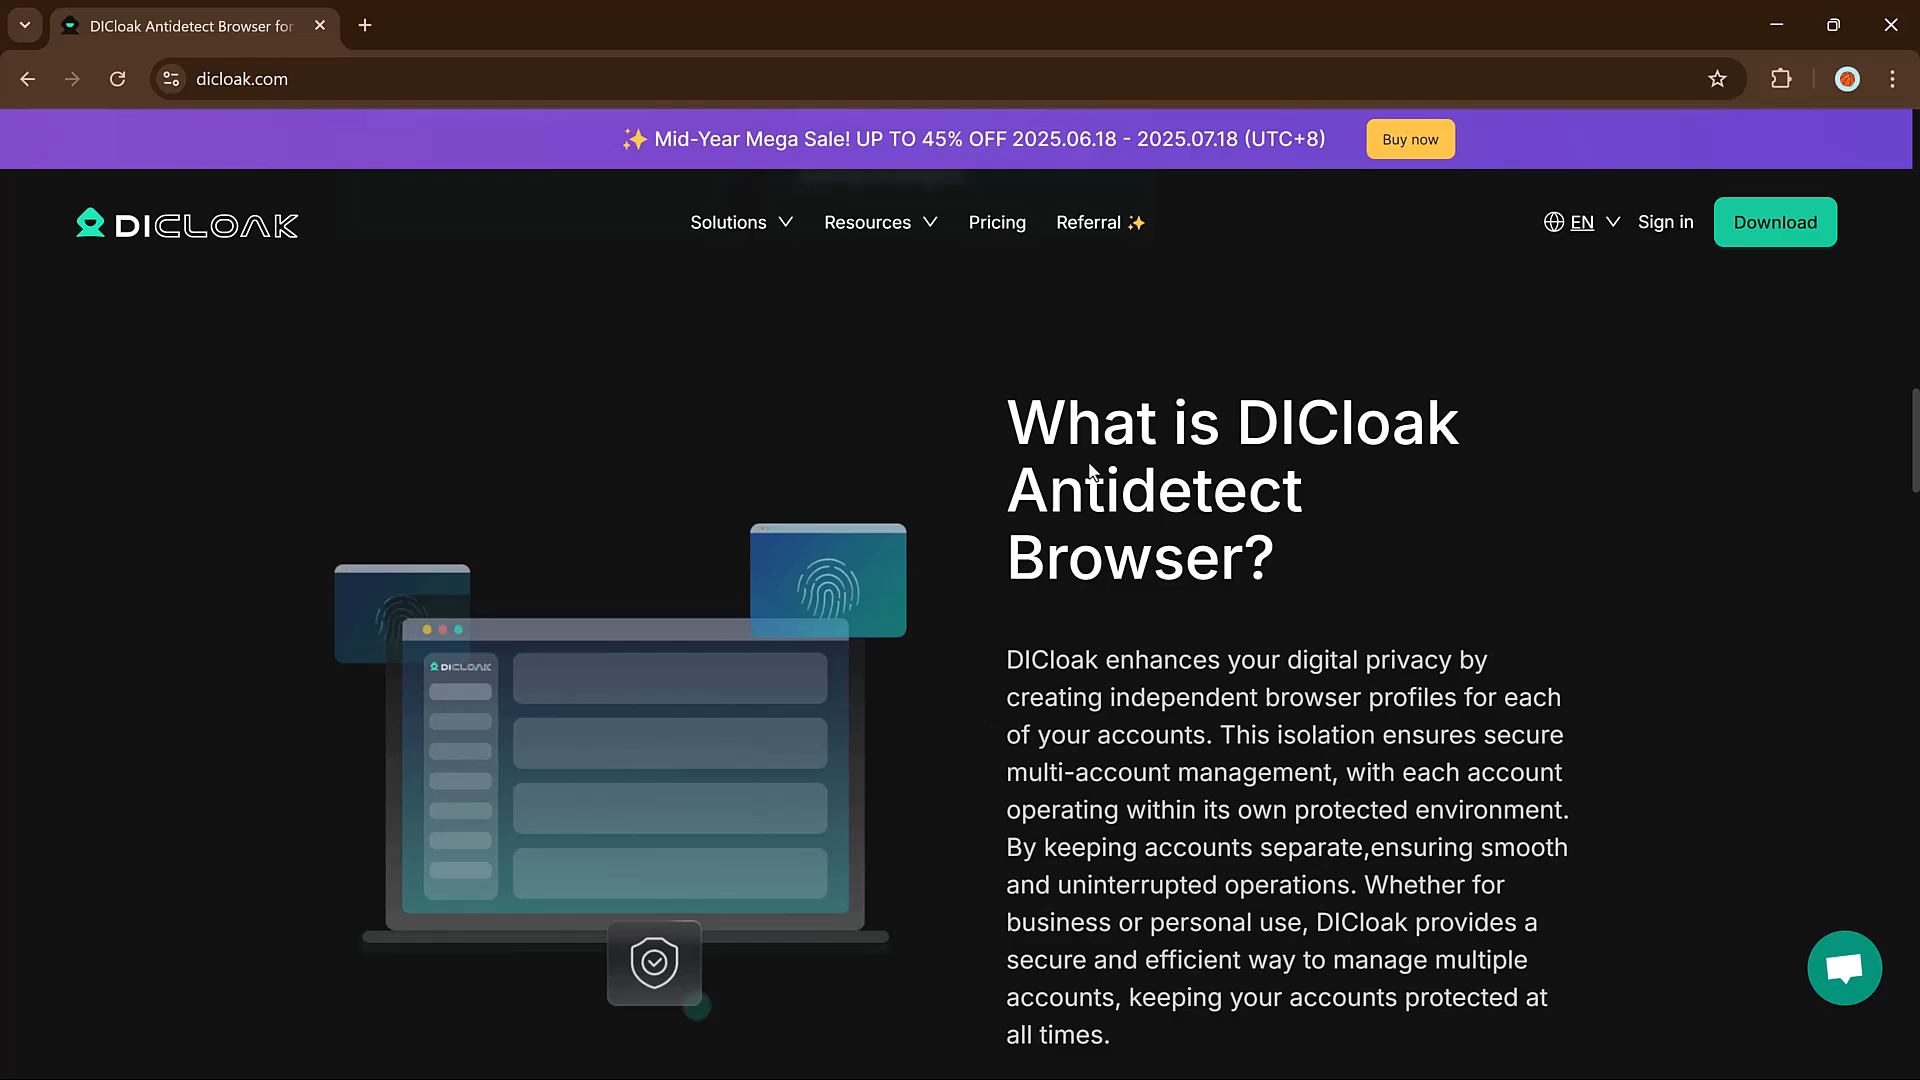 DICloak Antidetect Browser for
dicloak.com
✨ Mid-Year Mega Sale! UP TO 45% OFF 2025.06.18 - 2025.07.18 (UTC+8)
Buy now
DICLOAK
Solutions
Resources
Pricing
Referral ✨
EN
Sign in
Download
What is DICloak
Antidetect
Browser?
DICLOAK
DICloak enhances your digital privacy by
creating independent browser profiles for each
of your accounts. This isolation ensures secure
multi-account management, with each account
operating within its own protected environment.
By keeping accounts separate,ensuring smooth
and uninterrupted operations. Whether for
business or personal use, DICloak provides a
secure and efficient way to manage multiple
accounts, keeping your accounts protected at
all times.